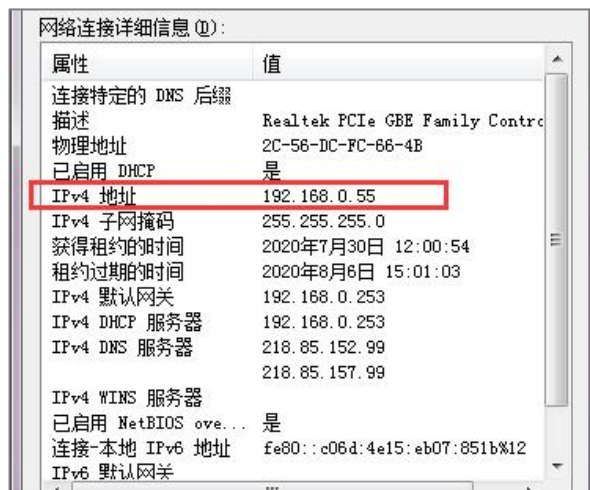 网络连接详细信息(D):
属性 值
连接特定的 DNS 后缀
描述 Realtek PCIe GBE Family Contro
物理地址 2C-56-DC-FC-66-4B
已启用 DHCP 是
IPv4 地址 192.168.0.55
IPv4 子网掩码 255.255.255.0
获得租约的时间 2020年7月30日 12:00:54
租约过期的时间 2020年8月6日 15:01:03
IPv4 默认网关 192.168.0.253
IPv4 DHCP 服务器 192.168.0.253
IPv4 DNS 服务器 218.85.152.99
218.85.157.99
IPv4 WINS 服务器
已启用 NetBIOS ove... 是
连接-本地 IPv6 地址 fe80::c06d:4e15:eb07:851b%12
IPv6 默认网关